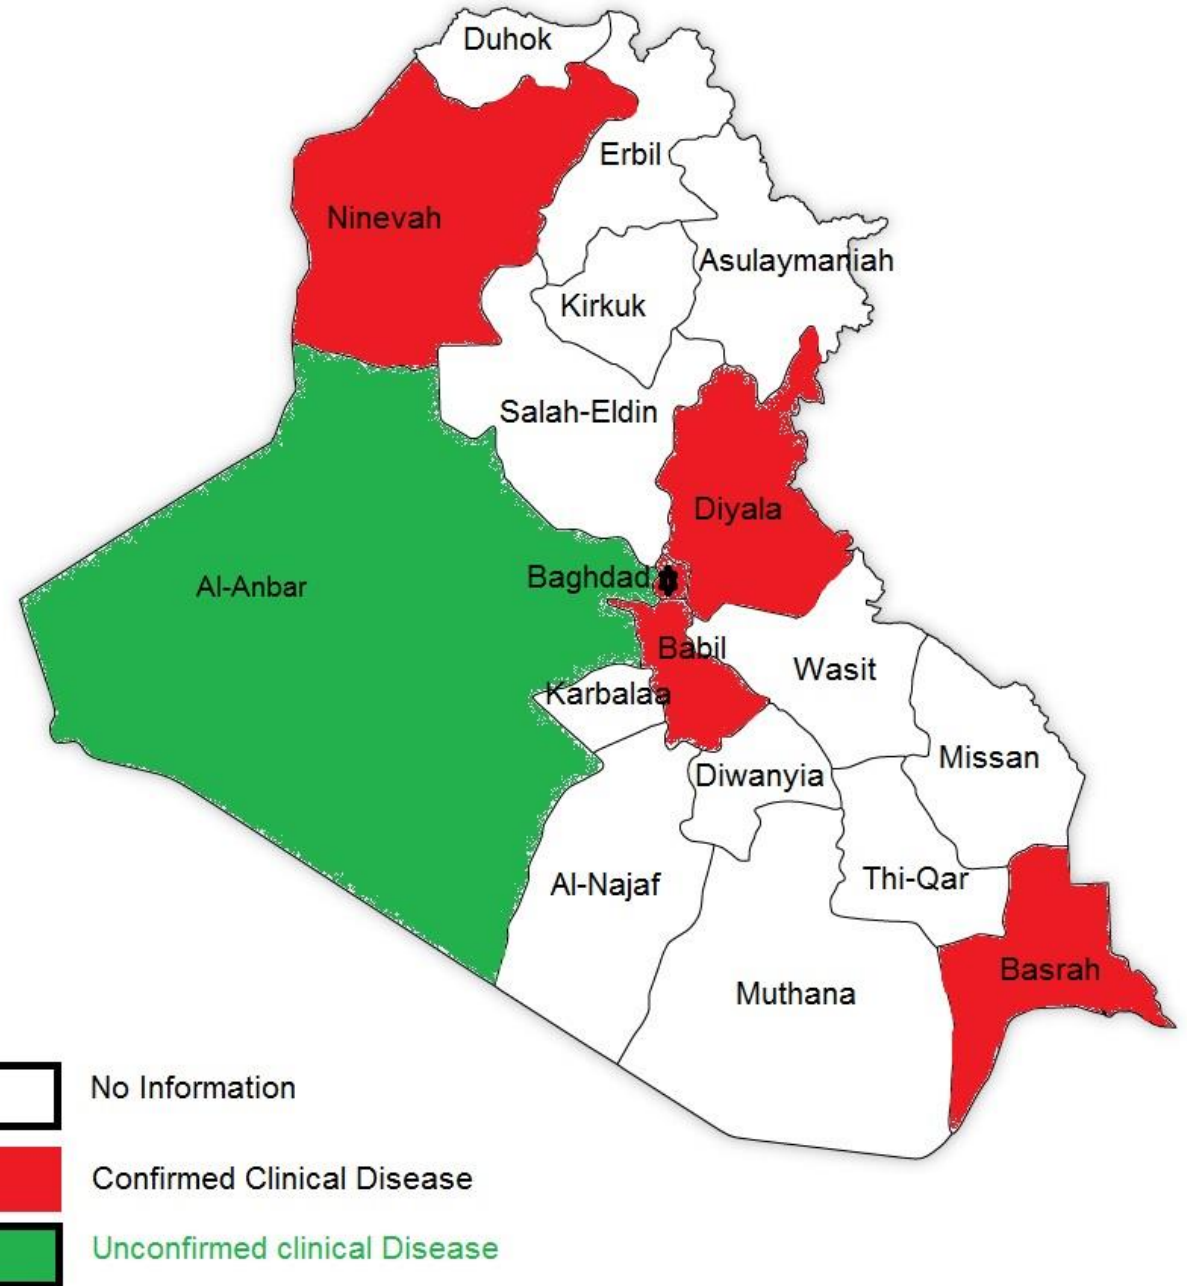 Duhok
Erbil
Ninevah
Asulaymaniah
Kirkuk
Salah-Eldin
Diyala
Baghdad
Al-Anbar
Babil
Wasit
Karbalaa
Missan
Diwanyia
Thi-Qar
Al-Najaf
Basrah
Muthana
No Information
Confirmed Clinical Disease
Unconfirmed clinical Disease